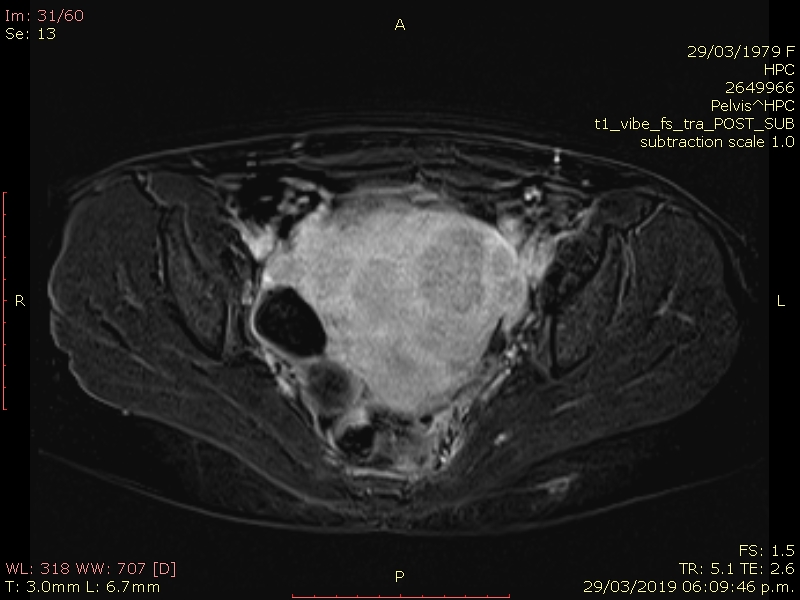 Im: 31/60
Se: 13
A
29/03/1979 F
HPC
2649966
Pelvis^HPC
t1_vibe_fs_tra_POST_SUB
subtraction scale 1.0
R
L
WL: 318 WW: 707 [D]
T: 3.0mm L: 6.7mm
P
FS: 1.5
TR: 5.1 TE: 2.6
29/03/2019 06:09:46 p.m.